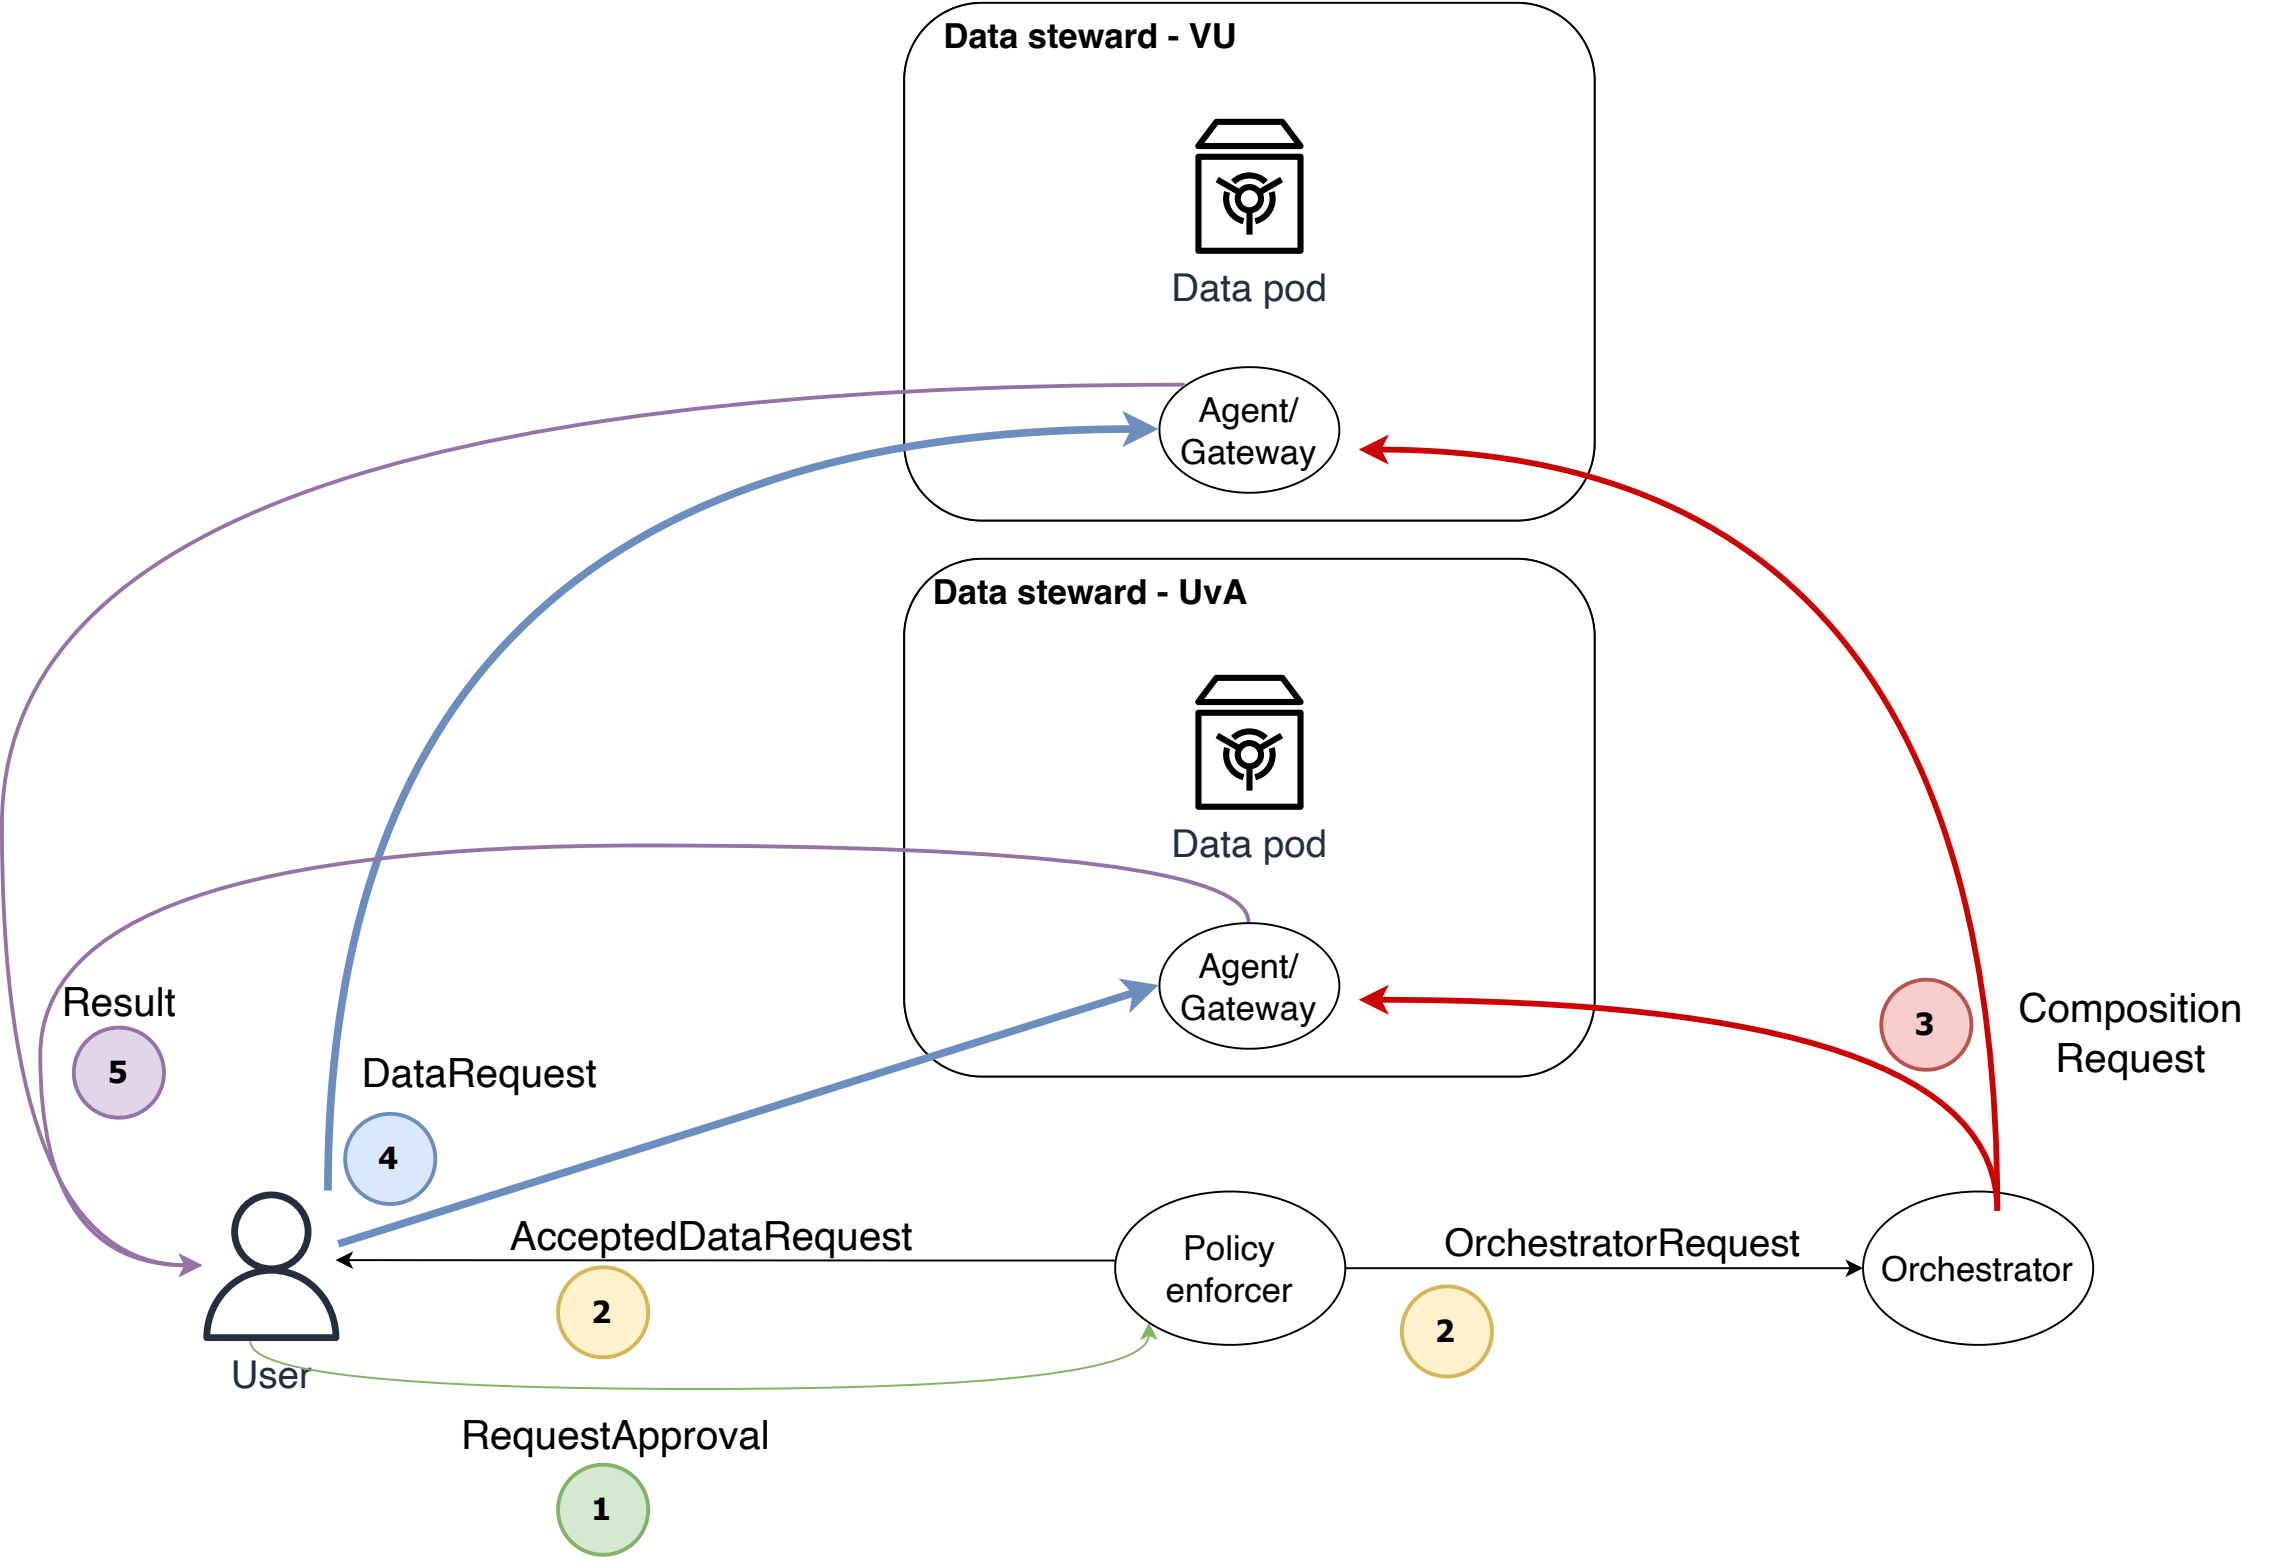 Data steward - VU
Data pod
Agent/
Gateway
Data steward - UvA
Data pod
Agent/
Gateway
Result
5
DataRequest
4
3
Composition
Request
AcceptedDataRequest
2
Policy
enforcer
OrchestratorRequest
2
Orchestrator
User
RequestApproval
1